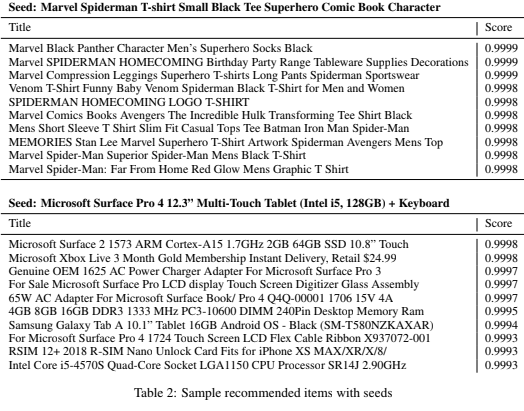 Seed: Marvel Spiderman T-shirt Small Black Tee Superhero Comic Book Character
Title Score
Marvel Black Panther Character Men's Superhero Socks Black 0.9999
Marvel SPIDERMAN HOMECOMING Birthday Party Range Tableware Supplies Decorations 0.9999
Marvel Compression Leggings Superhero T-shirts Long Pants Spiderman Sportswear 0.9999
Venom T-Shirt Funny Baby Venom Spiderman Black T-Shirt for Men and Women 0.9998
SPIDERMAN HOMECOMING LOGO T-SHIRT 0.9998
Marvel Comics Books Avengers The Incredible Hulk Transforming Tee Shirt Black 0.9998
Mens Short Sleeve T Shirt Slim Fit Casual Tops Tee Batman Iron Man Spider-Man 0.9998
MEMORIES Stan Lee Marvel Superhero T-Shirt Artwork Spiderman Avengers Mens Top 0.9998
Marvel Spider-Man Superior Spider-Man Mens Black T-Shirt 0.9998
Marvel Spider-Man: Far From Home Red Glow Mens Graphic T Shirt 0.9998
Seed: Microsoft Surface Pro 4 12.3" Multi-Touch Tablet (Intel i5, 128GB) + Keyboard
Title Score
Microsoft Surface 2 1573 ARM Cortex-A15 1.7GHz 2GB 64GB SSD 10.8" Touch 0.9998
Microsoft Xbox Live 3 Month Gold Membership Instant Delivery, Retail $24.99 0.9998
Genuine OEM 1625 AC Power Charger Adapter For Microsoft Surface Pro 3 0.9997
For Sale Microsoft Surface Pro LCD display Touch Screen Digitizer Glass Assembly 0.9997
65W AC Adapter For Microsoft Surface Book/ Pro 4 Q4Q-00001 1706 15V 4A 0.9997
4GB 8GB 16GB DDR3 1333 MHz PC3-10600 DIMM 240Pin Desktop Memory Ram 0.9995
Samsung Galaxy Tab A 10.1" Tablet 16GB Android OS - Black (SM-T580NZKAXAR) 0.9994
For Microsoft Surface Pro 4 1724 Touch Screen LCD Flex Cable Ribbon X937072-001 0.9993
RSIM 12+ 2018 R-SIM Nano Unlock Card Fits for iPhone XS MAX/XR/X/8/ 0.9993
Intel Core i5-4570S Quad-Core Socket LGA1150 CPU Processor SR14J 2.90GHz 0.9993
Table 2: Sample recommended items with seeds